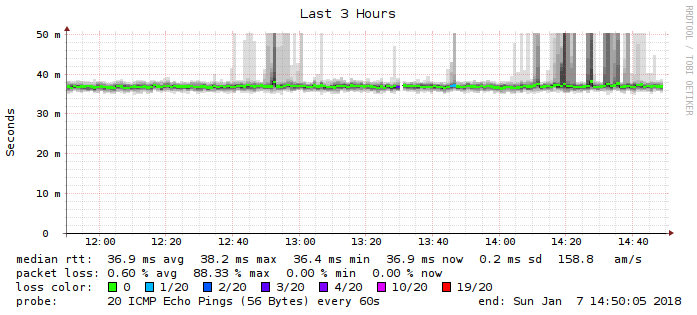 Last 3 Hours
RRDTOOL / TOBI OETIKER
Seconds
50 m
40 m
30 m
20 m
10 m
0
12:00 12:20 12:40 13:00 13:20 13:40 14:00 14:20 14:40
median rtt: 36.9 ms avg 38.2 ms max 36.4 ms min 36.9 ms now 0.2 ms sd 158.8 am/s
packet loss: 0.60 % avg 88.33 % max 0.00 % min 0.00 % now
loss color: 0 1/20 2/20 3/20 4/20 10/20 19/20
probe: 20 ICMP Echo Pings (56 Bytes) every 60s end: Sun Jan 7 14:50:05 2018